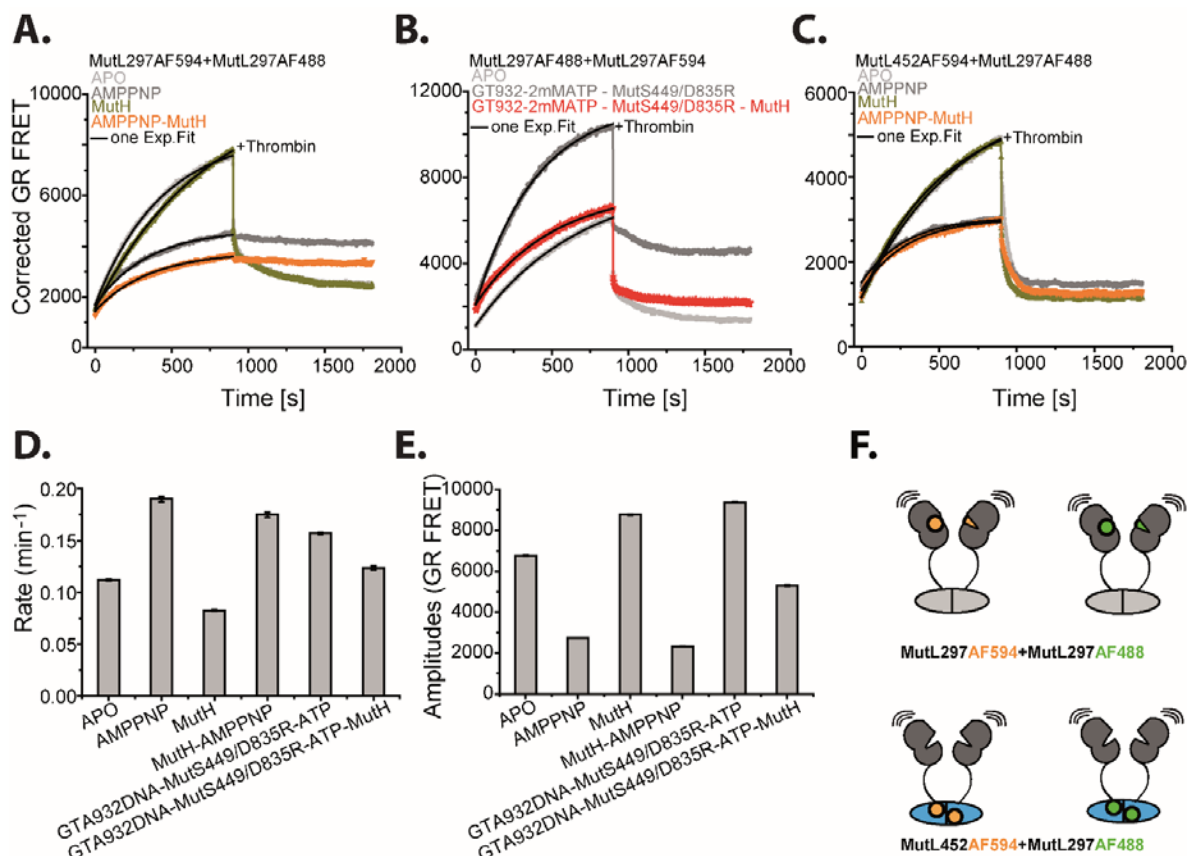 A.
MutL297AF594+MutL297AF488
APO
AMPPNP
MutH
AMPPNP-MutH
one Exp.Fit
+Thrombin
Corrected GR FRET
10000
8000
6000
4000
2000
0
0 500 1000 1500 2000
Time [s]
B.
MutL297AF488+MutL297AF594
APO
GT932-2mMATP - MutS449/D835R
GT932-2mMATP - MutS449/D835R - MutH
one Exp.Fit
+Thrombin
12000
8000
4000
0
0 500 1000 1500 2000
Time [s]
C.
MutL452AF594+MutL297AF488
APO
AMPPNP
MutH
AMPPNP-MutH
one Exp.Fit
+Thrombin
6000
4000
2000
0
0 500 1000 1500 2000
Time [s]
D.
Rate (min-1)
0.20
0.15
0.10
0.05
0.00
APO
AMPPNP
MutH
MutH-AMPPNP
GTA932DNA-MutS449/D835R-ATP
GTA932DNA-MutS449/D835R-ATP-MutH
E.
Amplitudes (GR FRET)
10000
8000
6000
4000
2000
0
APO
AMPPNP
MutH
MutH-AMPPNP
GTA932DNA-MutS449/D835R-ATP
GTA932DNA-MutS449/D835R-ATP-MutH
F.
MutL297AF594+MutL297AF488
MutL452AF594+MutL297AF488